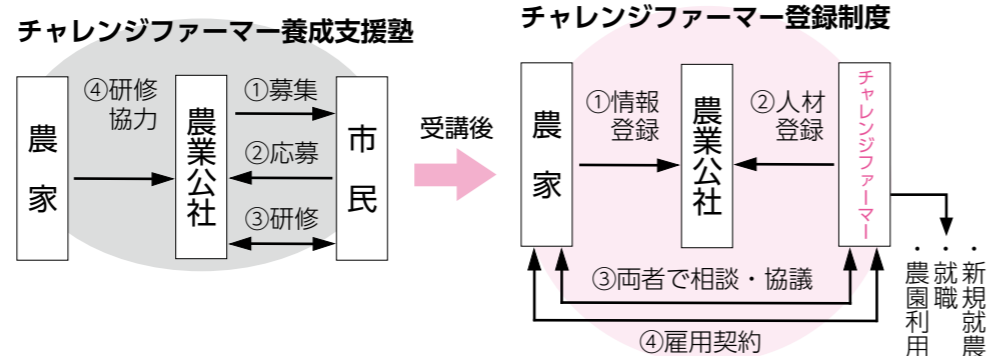 チャレンジファーマー養成支援塾
農家
④研修
協力
農業公社
①募集
②応募
③研修
市民
受講後
チャレンジファーマー登録制度
農家
①情報
登録
農業公社
②人材
登録
チャレンジファーマー
③両者で相談・協議
④雇用契約
・新規就農
・就職
・農園利用